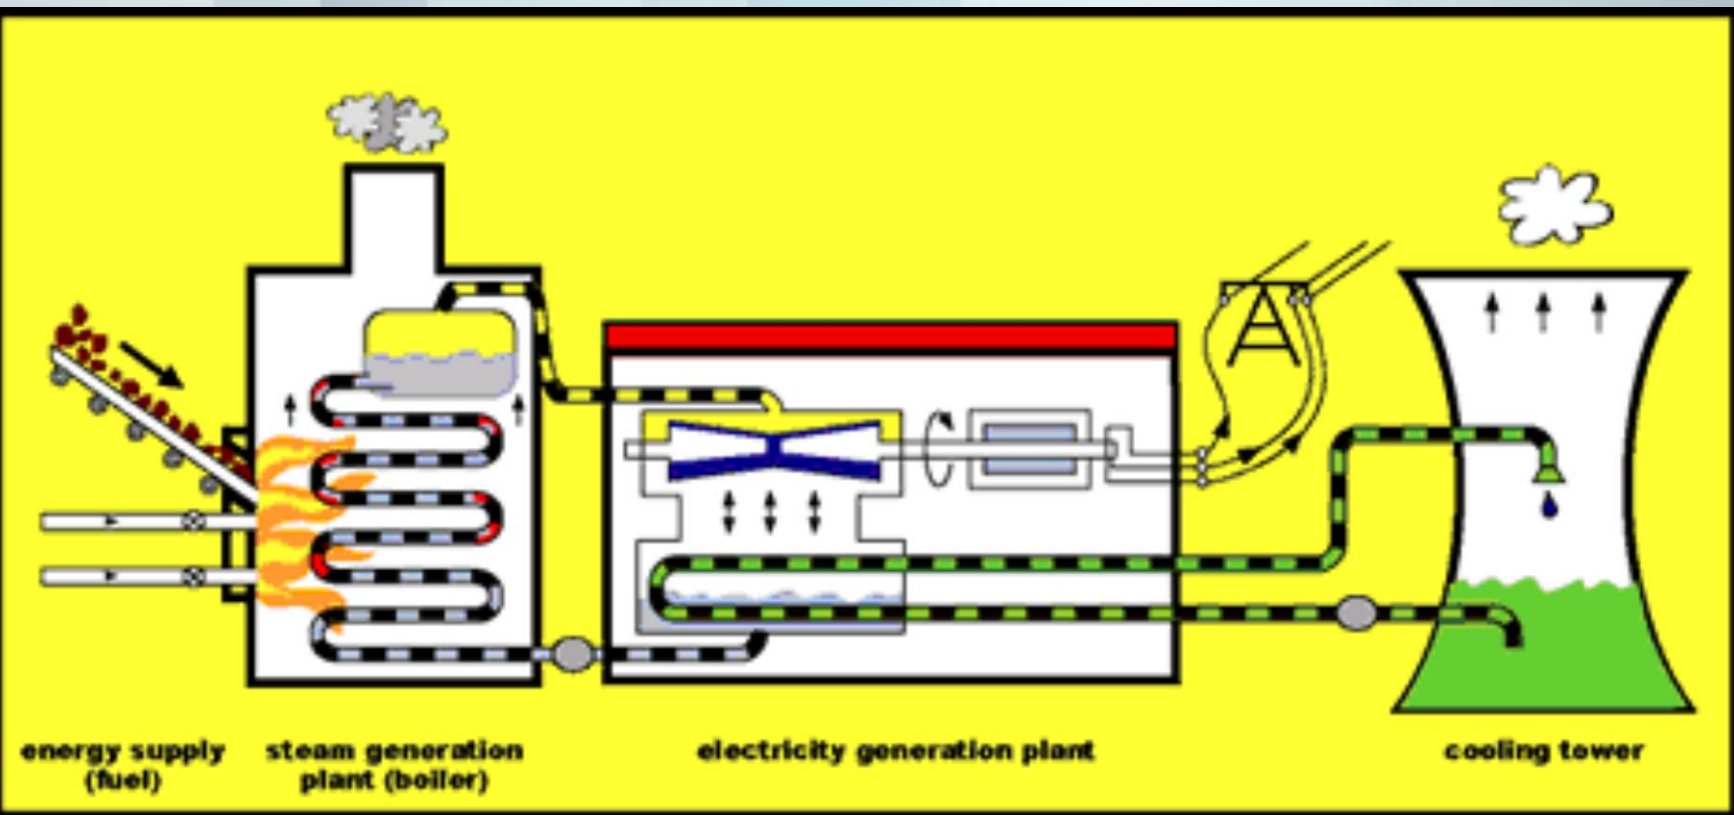 energy supply
(fuel)
steam generation
plant (boiler)
electricity generation plant
cooling tower